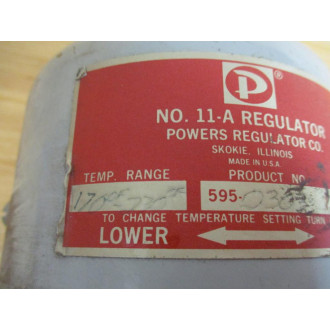 P ®
NO. 11-A REGULATOR
POWERS REGULATOR CO.
SKOKIE, ILLINOIS
MADE IN U.S.A
TEMP. RANGE PRODUCT NO.
595-
TO CHANGE TEMPERATURE SETTING TURN
LOWER